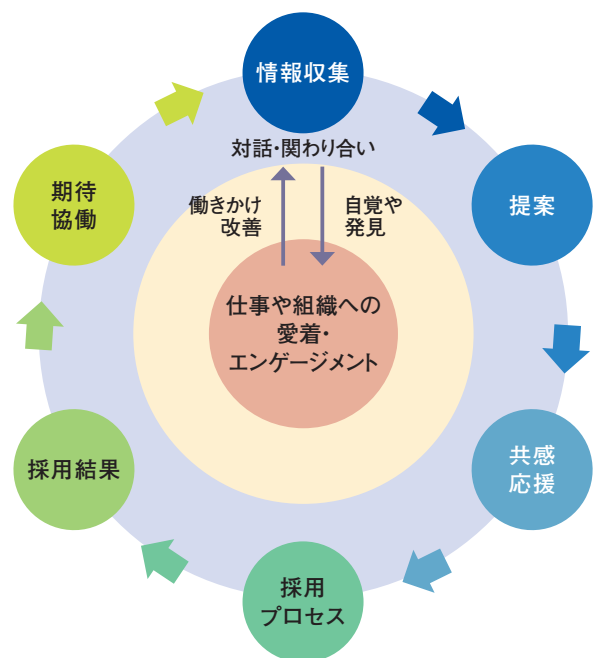 情報収集
対話・関わり合い
働きかけ
改善
自覚や
発見
期待
協働
提案
仕事や組織への
愛着・
エンゲージメント
採用結果
共感
応援
採用
プロセス